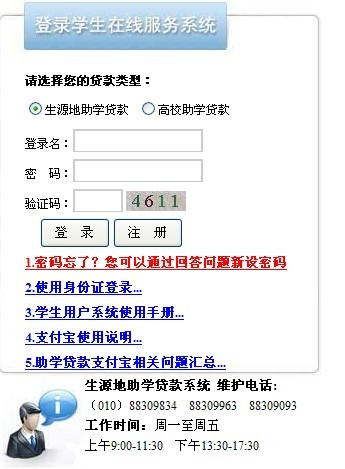 登录学生在线服务系统
请选择您的贷款类型：
生源地助学贷款 高校助学贷款
登录名：
密 码：
验证码： 4611
登 录 注 册
1.密码忘了？您可以通过回答问题新设密码
2.使用身份证登录...
3.学生用户系统使用手册...
4.支付宝使用说明...
5.助学贷款支付宝相关问题汇总...
生源地助学贷款系统 维护电话:
（010）88309834 88309963 88309093
工作时间：周一至周五
上午9:00-11:30 下午13:30-17:30